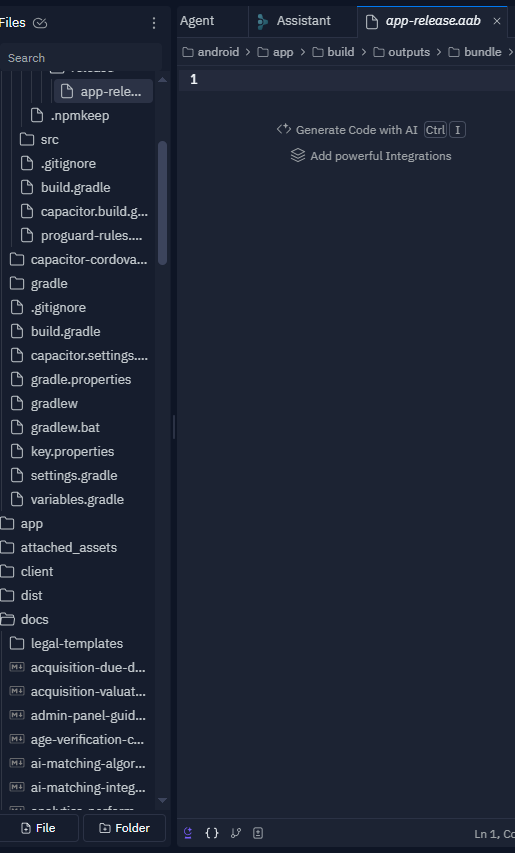 Files
Agent
Assistant
app-release.aab
Search
android > app > build > outputs > bundle >
release
1
app-rele...
.npmkeep
Generate Code with AI Ctrl I
src
Add powerful Integrations
.gitignore
build.gradle
capacitor.build.g...
proguard-rules....
capacitor-cordova...
gradle
.gitignore
build.gradle
capacitor.settings....
gradle.properties
gradlew
gradlew.bat
key.properties
settings.gradle
variables.gradle
app
attached_assets
client
dist
docs
legal-templates
acquisition-due-d...
acquisition-valuat...
admin-panel-guid...
age-verification-c...
ai-matching-algor...
ai-matching-integ...
analytics-perform...
File
Folder
{ }
Ln 1, Co